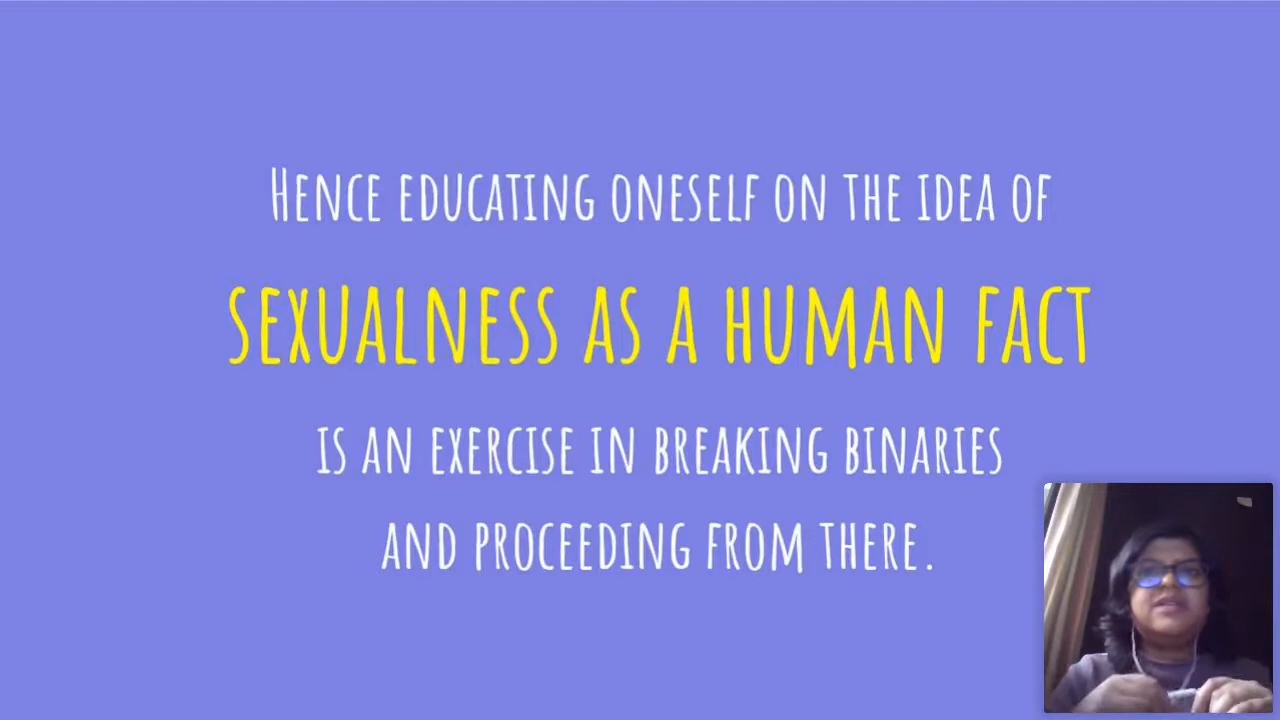 Hence educating oneself on the idea of
sexualness as a human fact
is an exercise in breaking binaries
and proceeding from there.